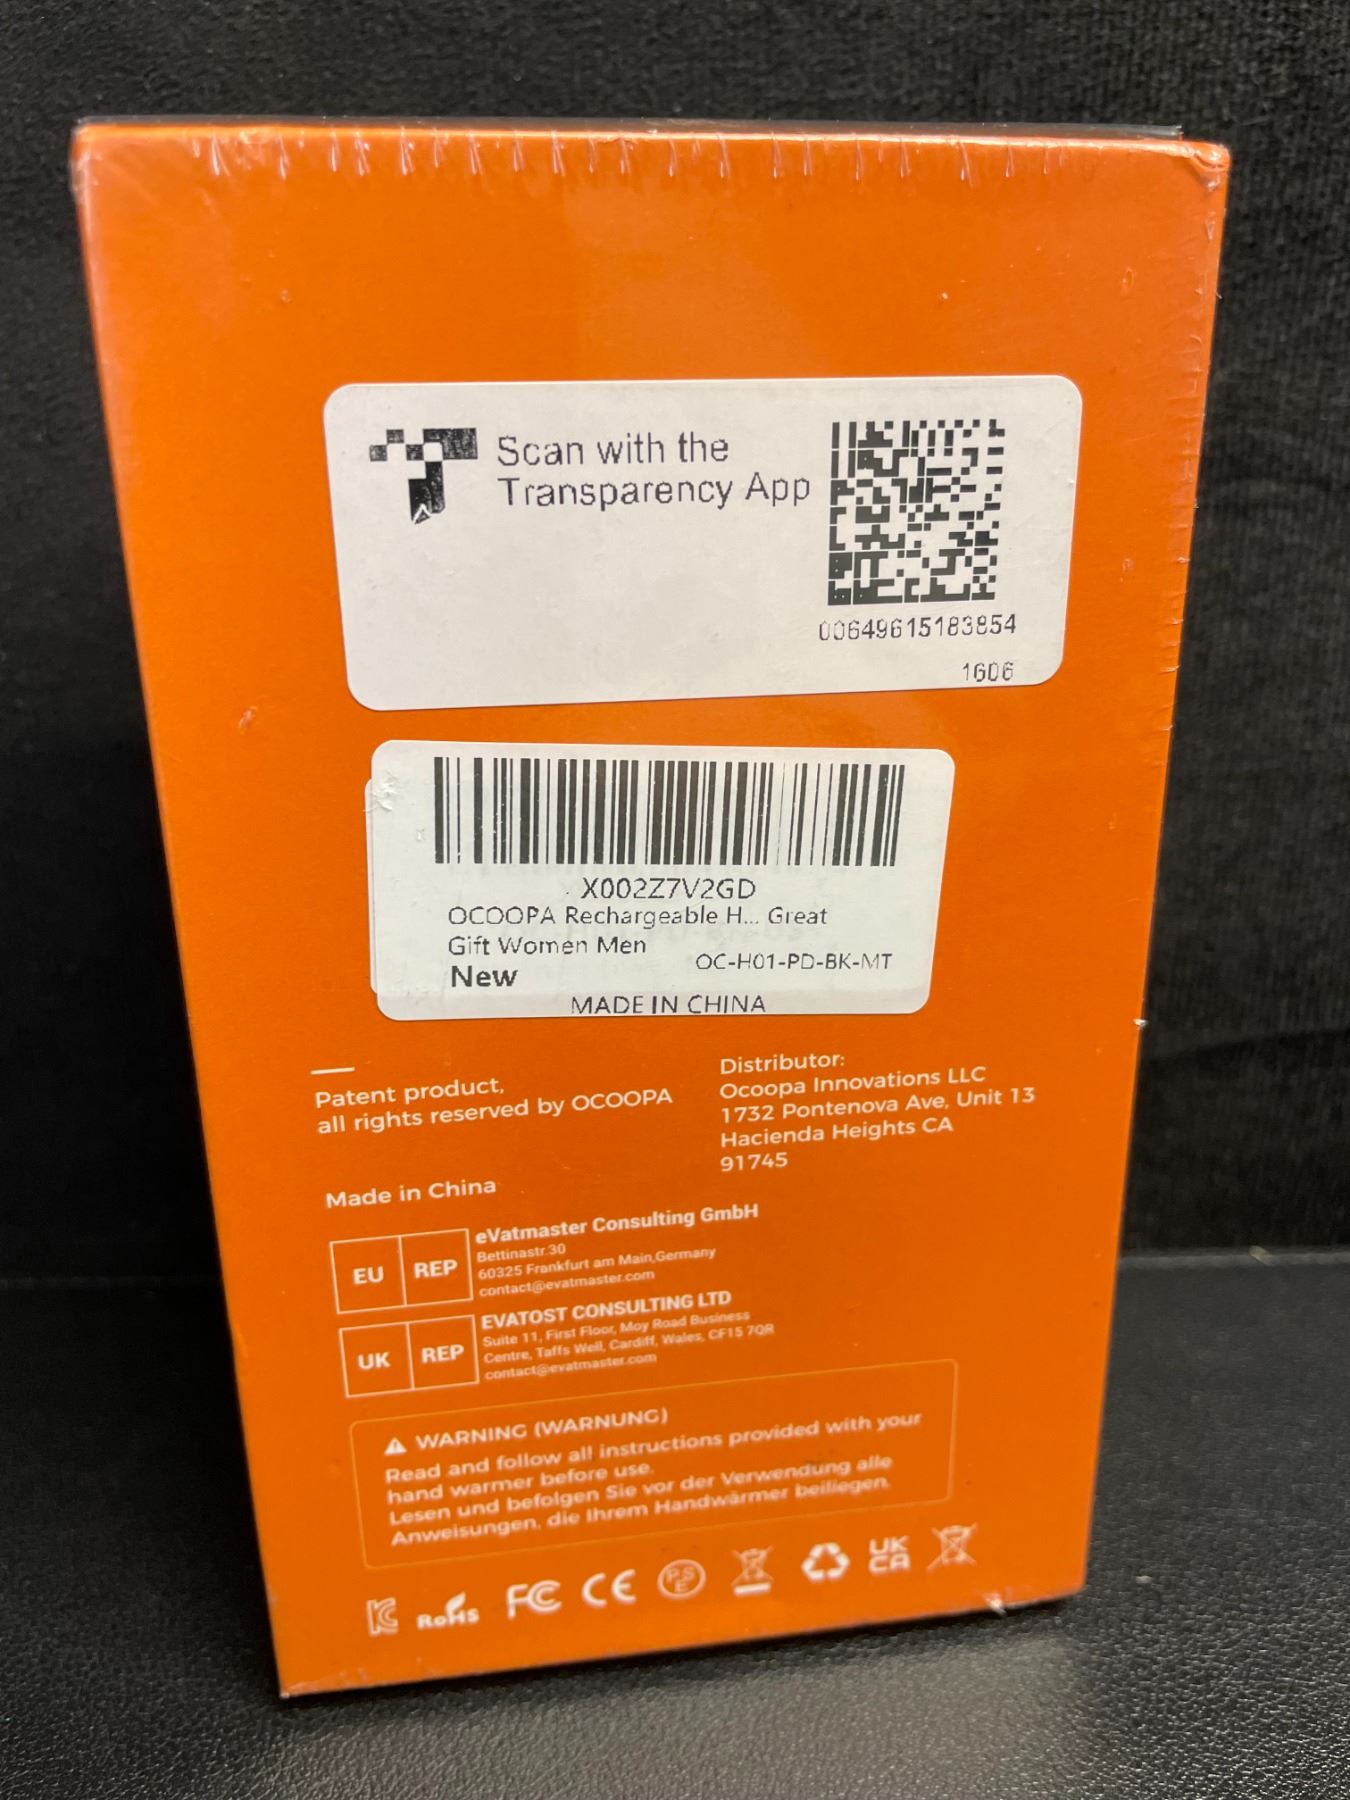 Scan with the
Transparency App
00649615183854
1606
X002Z7V2GD
OCOOPA Rechargeable H... Great
Gift Women Men
OC-H01-PD-BK-MT
New
MADE IN CHINA
Patent product,
all rights reserved by OCOOPA
Distributor:
Ocoopa Innovations LLC
1732 Pontenova Ave, Unit 13
Hacienda Heights CA
91745
Made in China
EU REP
eVatmaster Consulting GmbH
Bettinastr.30
60325 Frankfurt am Main,Germany
contact@evatmaster.com
UK REP
EVATOST CONSULTING LTD
Suite 11, First Floor, Moy Road Business
Centre, Taffs Well, Cardiff, Wales, CF15 7QR
contact@evatmaster.com
WARNING (WARNUNG)
Read and follow all instructions provided with your
hand warmer before use.
Lesen und befolgen Sie vor der Verwendung alle
Anweisungen, die Ihrem Handwärmer beiliegen.
KC RoHS FC CE PSE UK CA